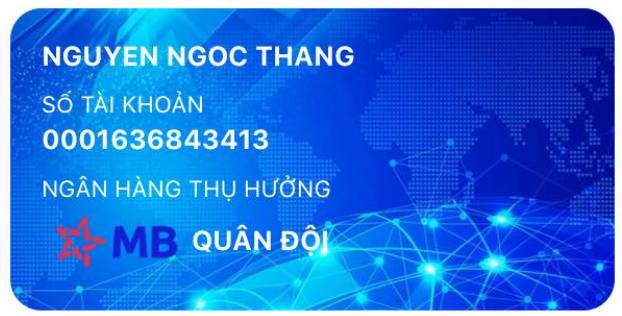 NGUYEN NGOC THANG
SỐ TÀI KHOẢN
0001636843413
NGÂN HÀNG THỤ HƯỞNG
MB QUÂN ĐỘI